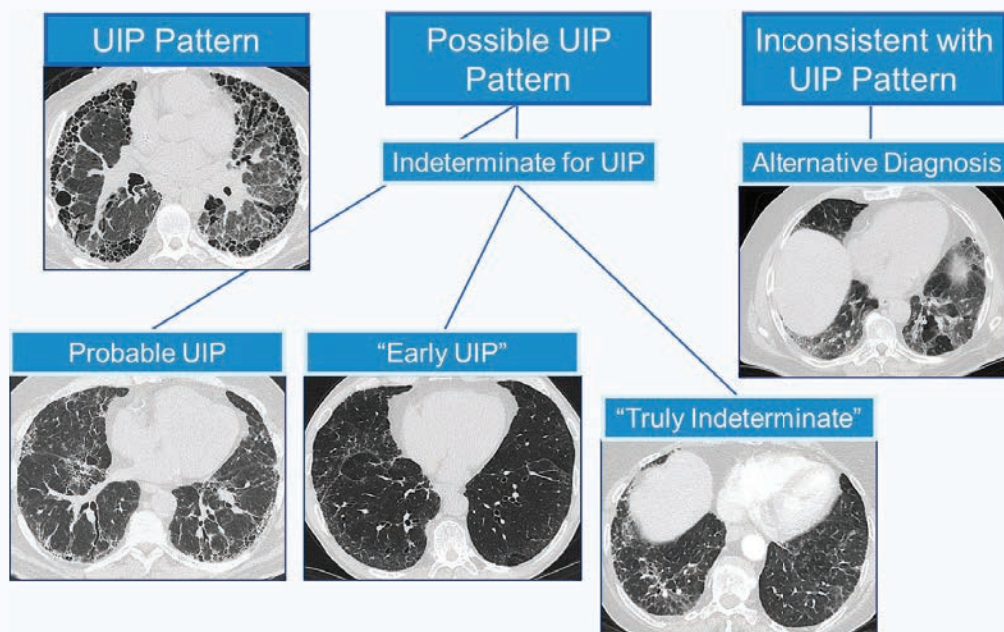 UIP Pattern
Possible UIP
Pattern
Inconsistent with
UIP Pattern
Indeterminate for UIP
Alternative Diagnosis
Probable UIP
“Early UIP”
“Truly Indeterminate”